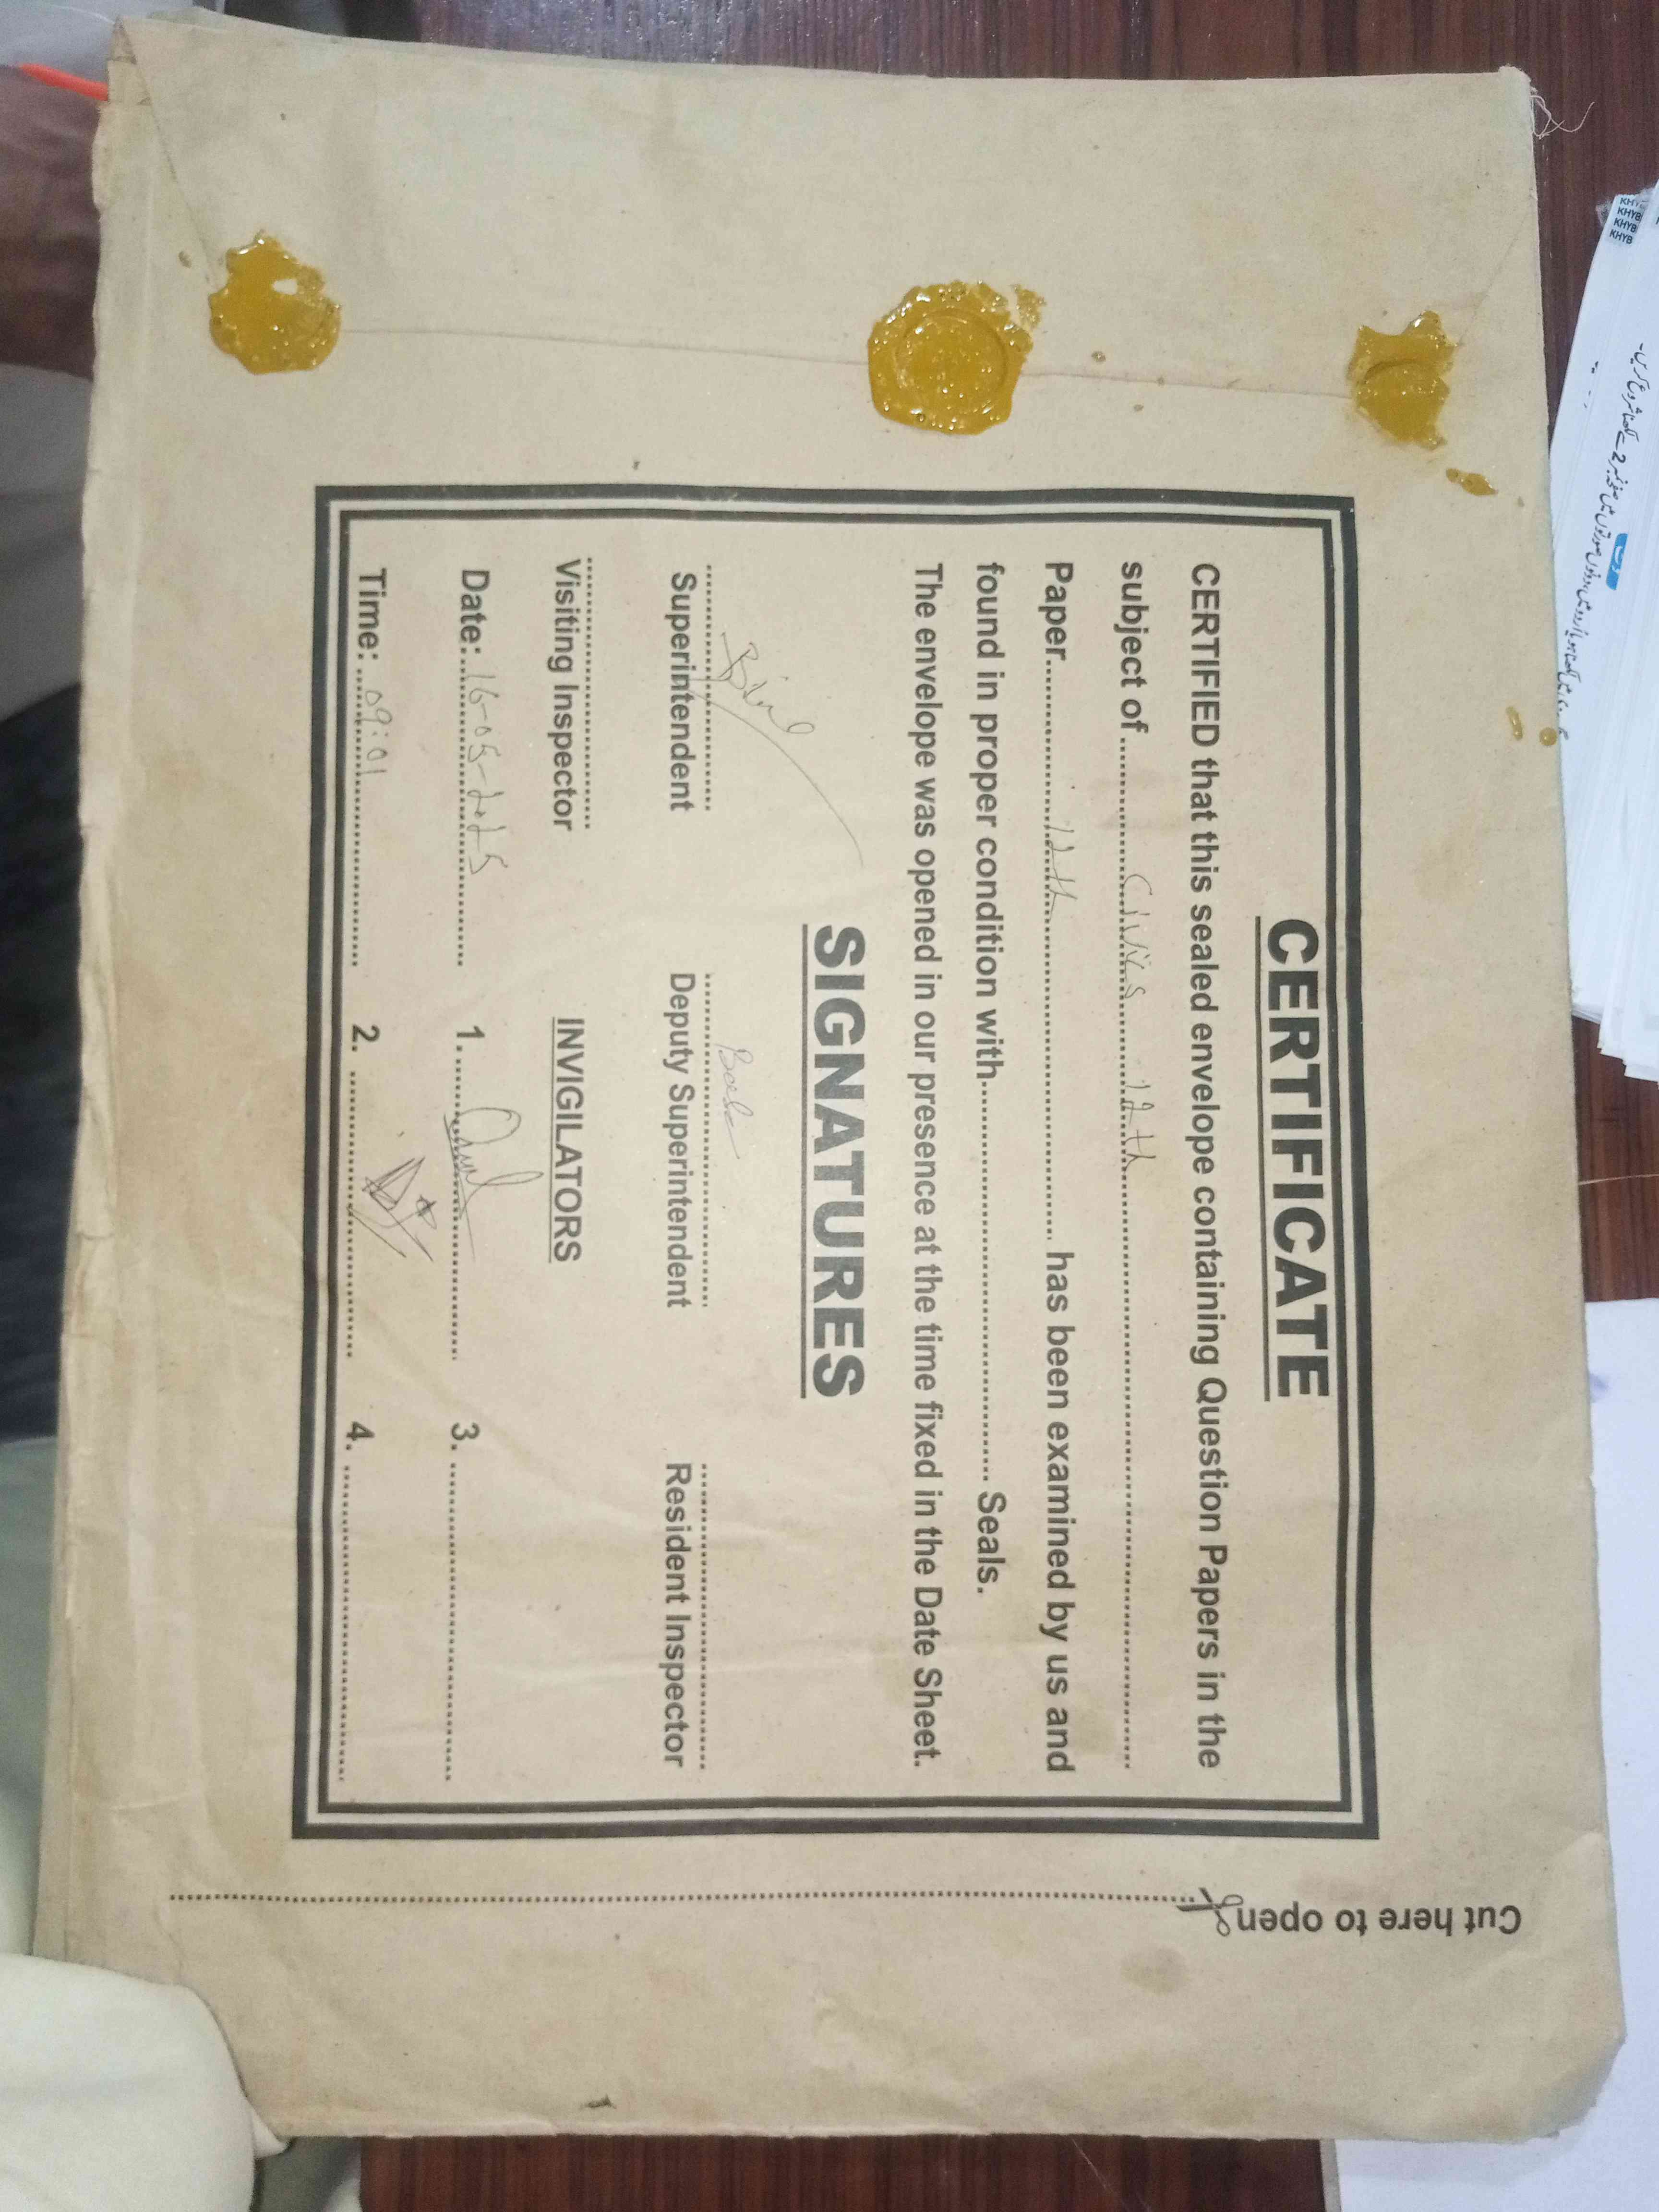 CERTIFICATE
CERTIFIED that this sealed envelope containing Question Papers in the
subject of ............ Civics 12th ............
Paper............ 12th ............ has been examined by us and
found in proper condition with............ Seals.
The envelope was opened in our presence at the time fixed in the Date Sheet.
SIGNATURES
Superintendent Deputy Superintendent Resident Inspector
Visiting Inspector INVIGILATORS
Date: 16-05-2025 1. ............ 3. ............
Time: 09:01 2. ............ 4. ............
Cut here to open
KHYB
KHYB
KHYB